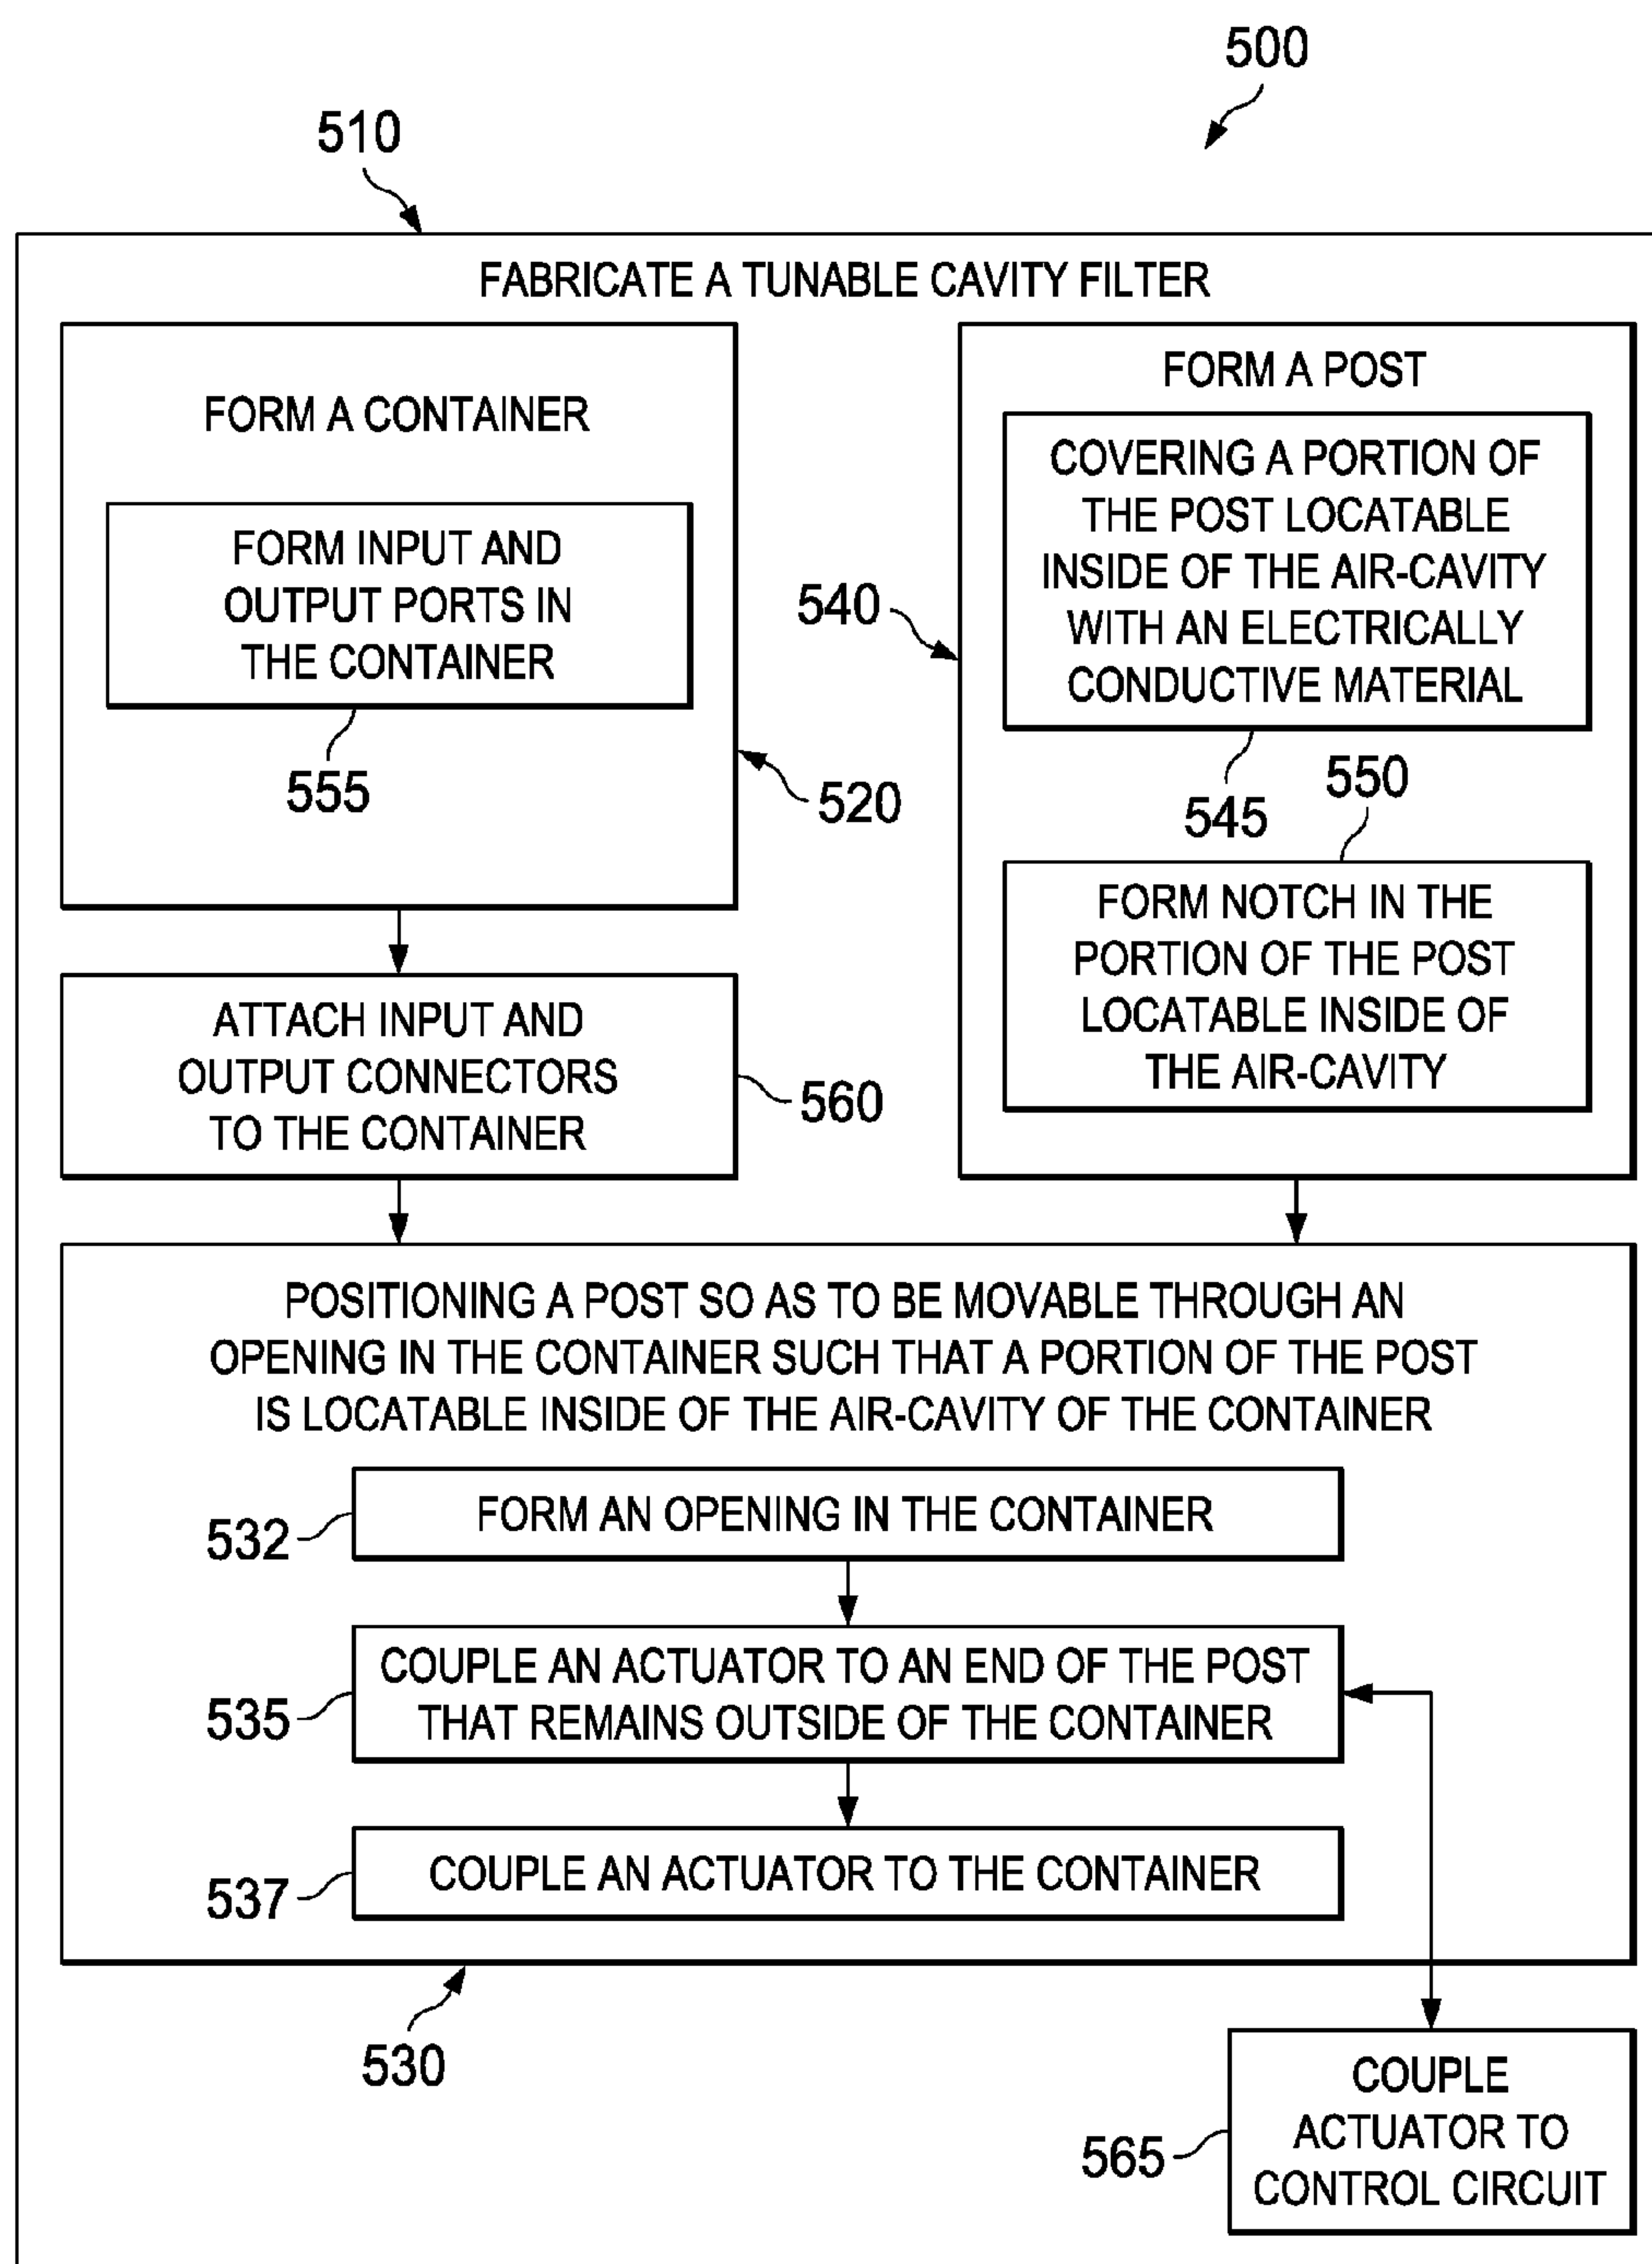 500
510
FABRICATE A TUNABLE CAVITY FILTER
FORM A CONTAINER
FORM INPUT AND
OUTPUT PORTS IN
THE CONTAINER
555
520
FORM A POST
COVERING A PORTION OF
THE POST LOCATABLE
INSIDE OF THE AIR-CAVITY
WITH AN ELECTRICALLY
CONDUCTIVE MATERIAL
540
545
550
FORM NOTCH IN THE
PORTION OF THE POST
LOCATABLE INSIDE OF
THE AIR-CAVITY
ATTACH INPUT AND
OUTPUT CONNECTORS
TO THE CONTAINER
560
POSITIONING A POST SO AS TO BE MOVABLE THROUGH AN
OPENING IN THE CONTAINER SUCH THAT A PORTION OF THE POST
IS LOCATABLE INSIDE OF THE AIR-CAVITY OF THE CONTAINER
532
FORM AN OPENING IN THE CONTAINER
535
COUPLE AN ACTUATOR TO AN END OF THE POST
THAT REMAINS OUTSIDE OF THE CONTAINER
537
COUPLE AN ACTUATOR TO THE CONTAINER
530
565
COUPLE
ACTUATOR TO
CONTROL CIRCUIT